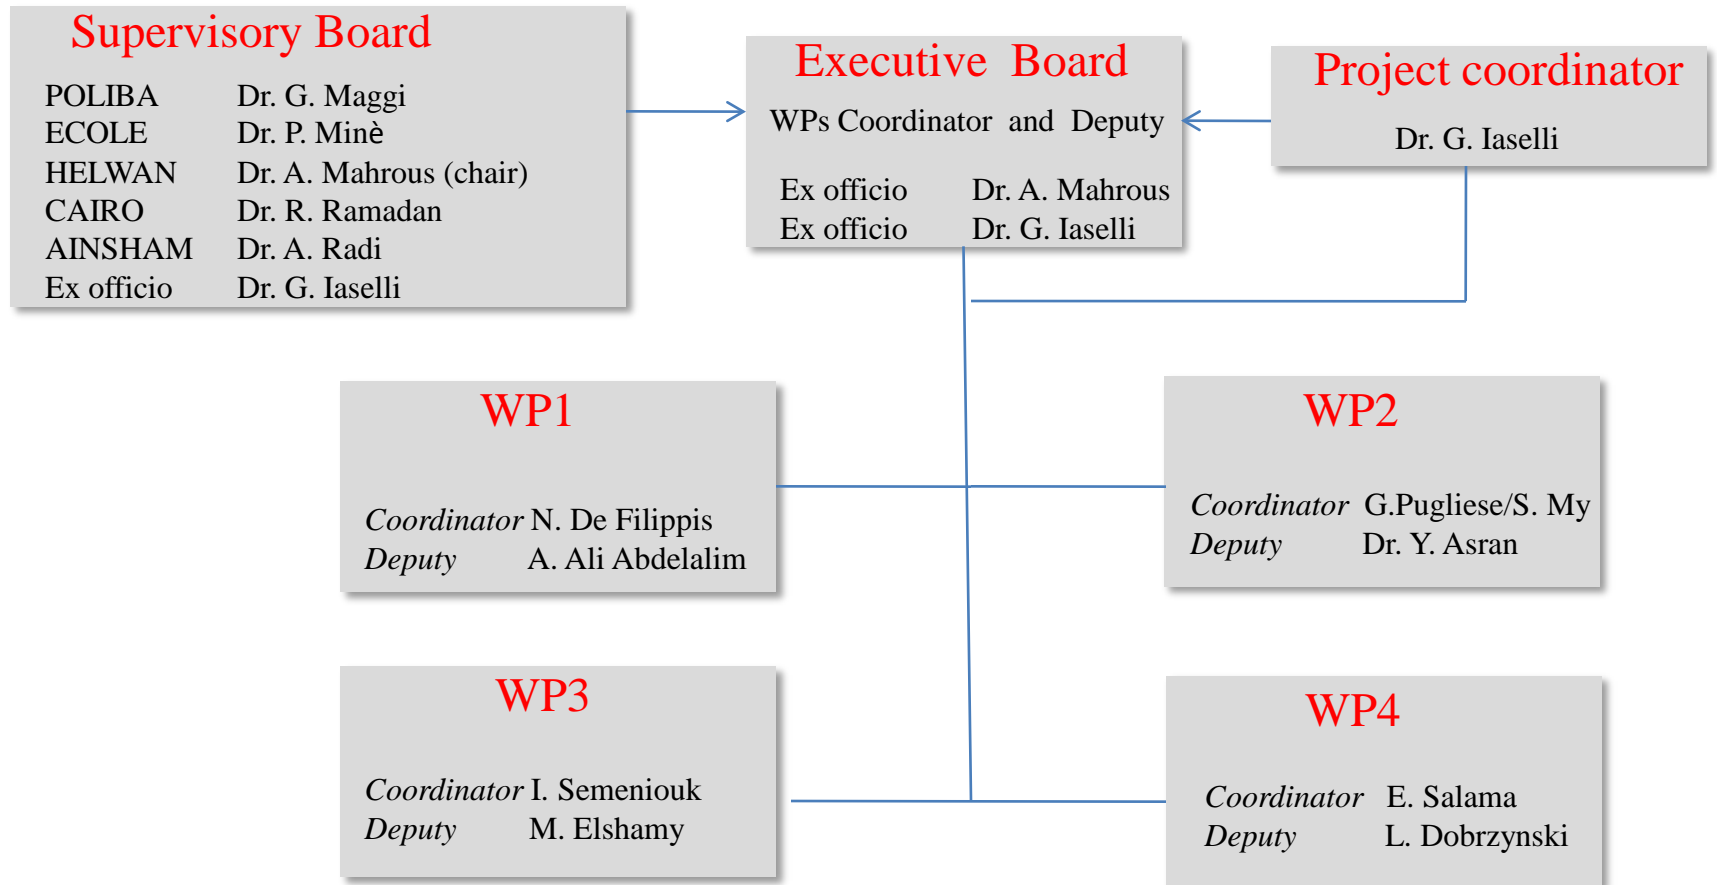 Supervisory Board
POLIBA Dr. G. Maggi
ECOLE Dr. P. Minè
HELWAN Dr. A. Mahrous (chair)
CAIRO Dr. R. Ramadan
AINSHAM Dr. A. Radi
Ex officio Dr. G. Iaselli
Executive Board
WPs Coordinator and Deputy
Ex officio Dr. A. Mahrous
Ex officio Dr. G. Iaselli
Project coordinator
Dr. G. Iaselli
WP1
Coordinator N. De Filippis
Deputy A. Ali Abdelalim
WP2
Coordinator G.Pugliese/S. My
Deputy Dr. Y. Asran
WP3
Coordinator I. Semeniouk
Deputy M. Elshamy
WP4
Coordinator E. Salama
Deputy L. Dobrzynski